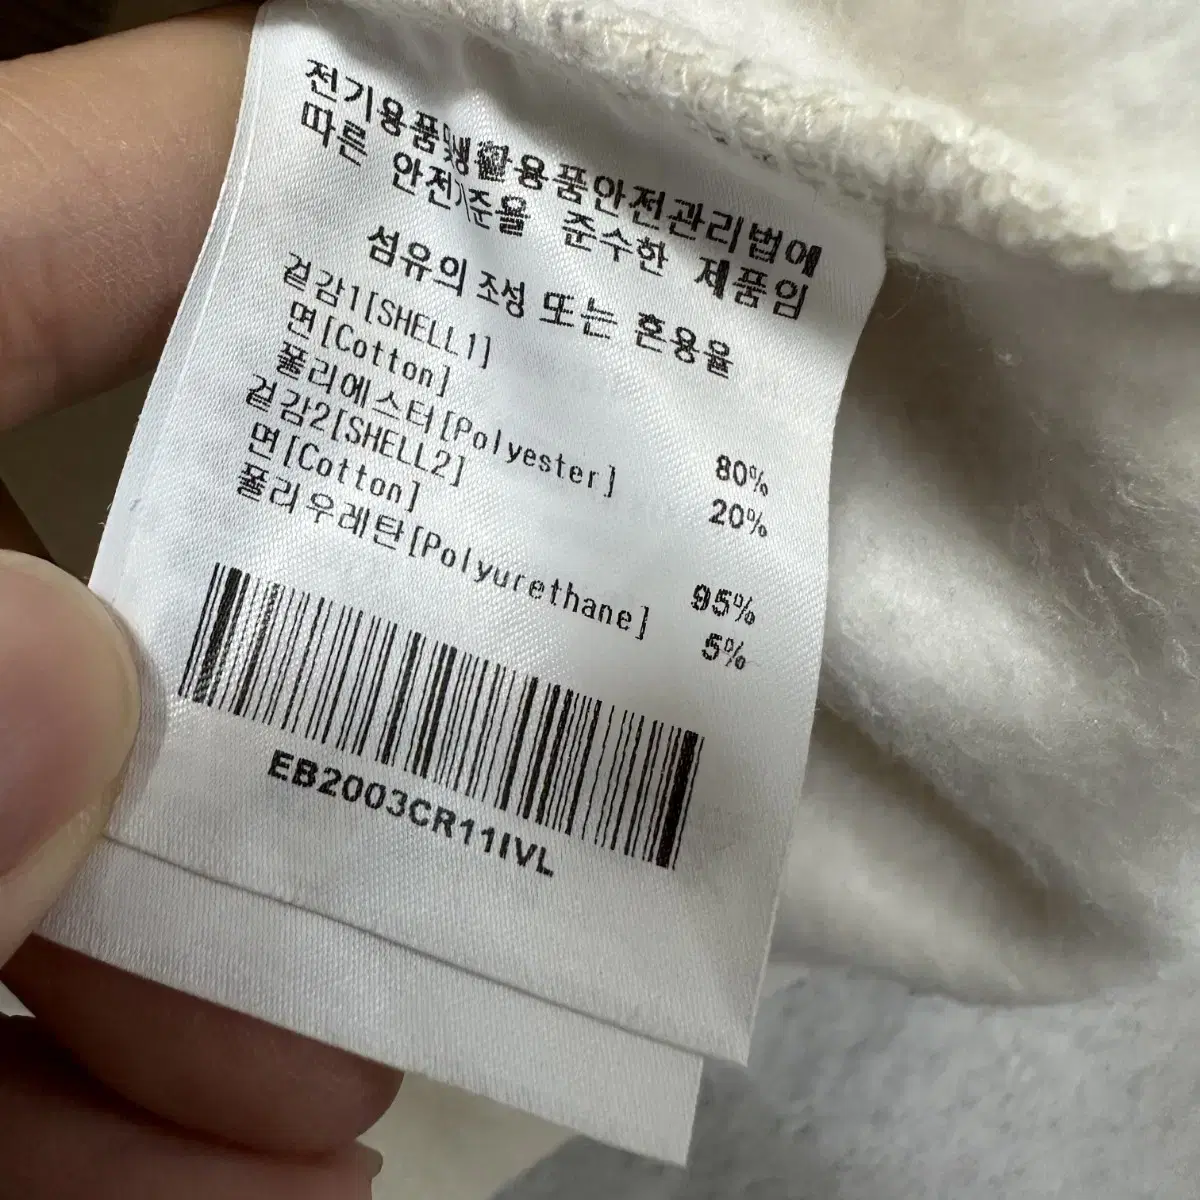 전기용품및생활용품안전관리법에
따른 안전기준을 준수한 제품임
섬유의 조성 또는 혼용율
겉감1[SHELL1]
면[Cotton] 80%
폴리에스터[Polyester] 20%
겉감2[SHELL2]
면[Cotton] 95%
폴리우레탄[Polyurethane] 5%
EB2003CR11IVL